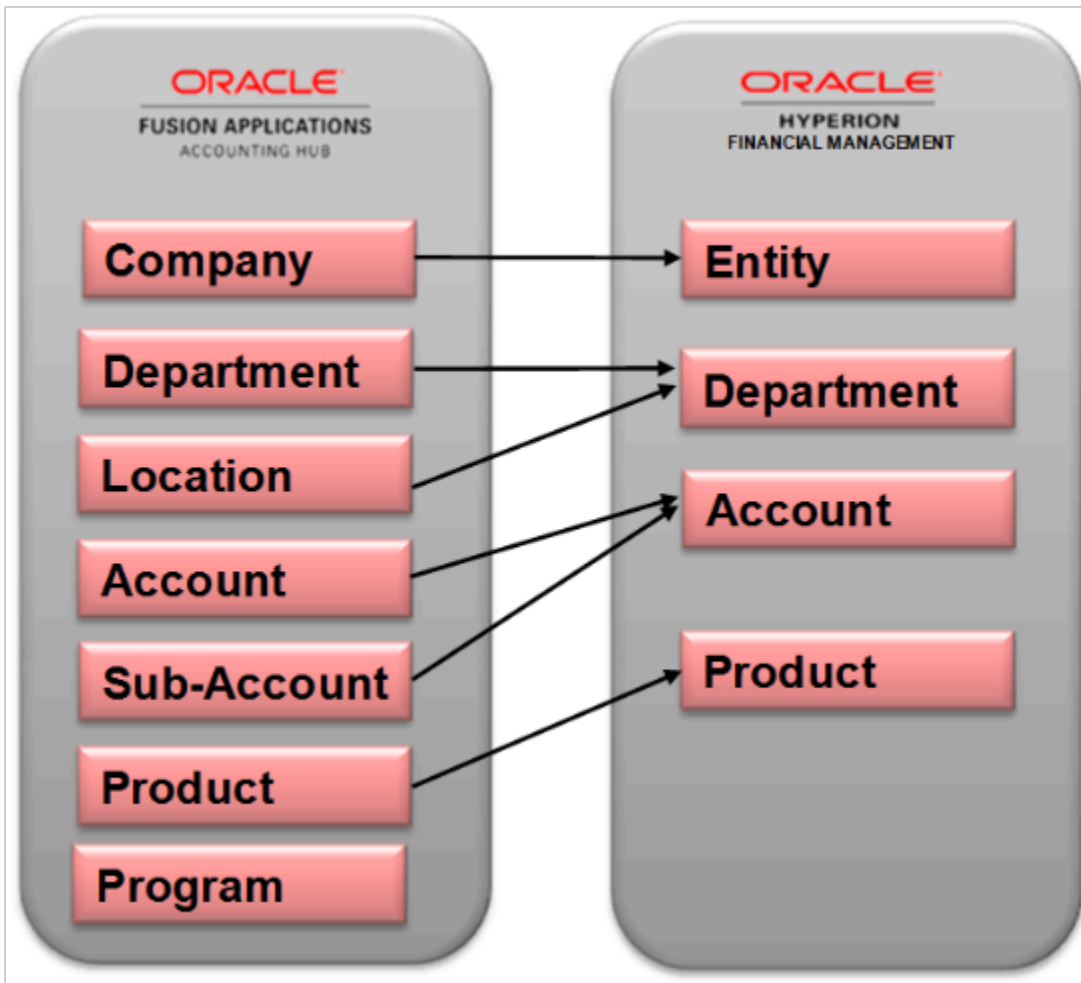 ORACLE
FUSION APPLICATIONS
ACCOUNTING HUB
Company
Department
Location
Account
Sub-Account
Product
Program
ORACLE
HYPERION
FINANCIAL MANAGEMENT
Entity
Department
Account
Product